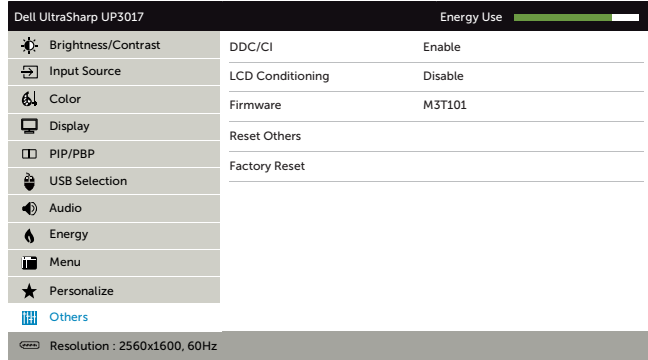 Dell UltraSharp UP3017 Energy Use
Brightness/Contrast
Input Source
Color
Display
PIP/PBP
USB Selection
Audio
Energy
Menu
Personalize
Others
DDC/CI Enable
LCD Conditioning Disable
Firmware M3T101
Reset Others
Factory Reset
Resolution : 2560x1600, 60Hz